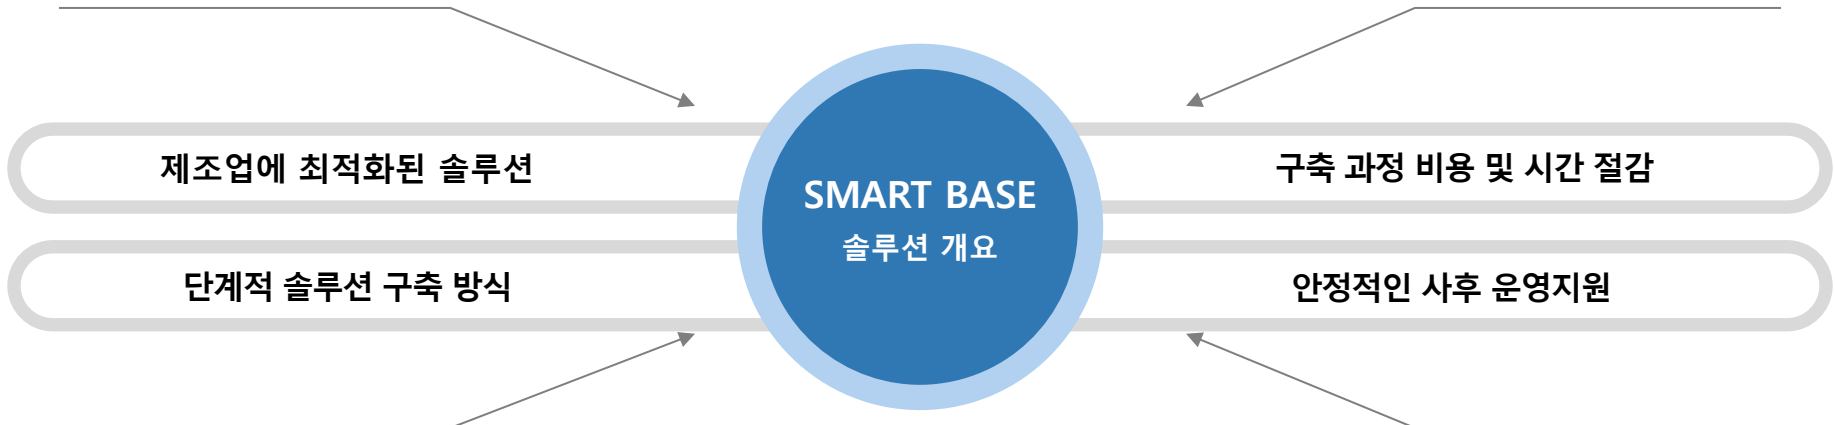 제조업에 최적화된 솔루션
단계적 솔루션 구축 방식
SMART BASE
솔루션 개요
구축 과정 비용 및 시간 절감
안정적인 사후 운영지원